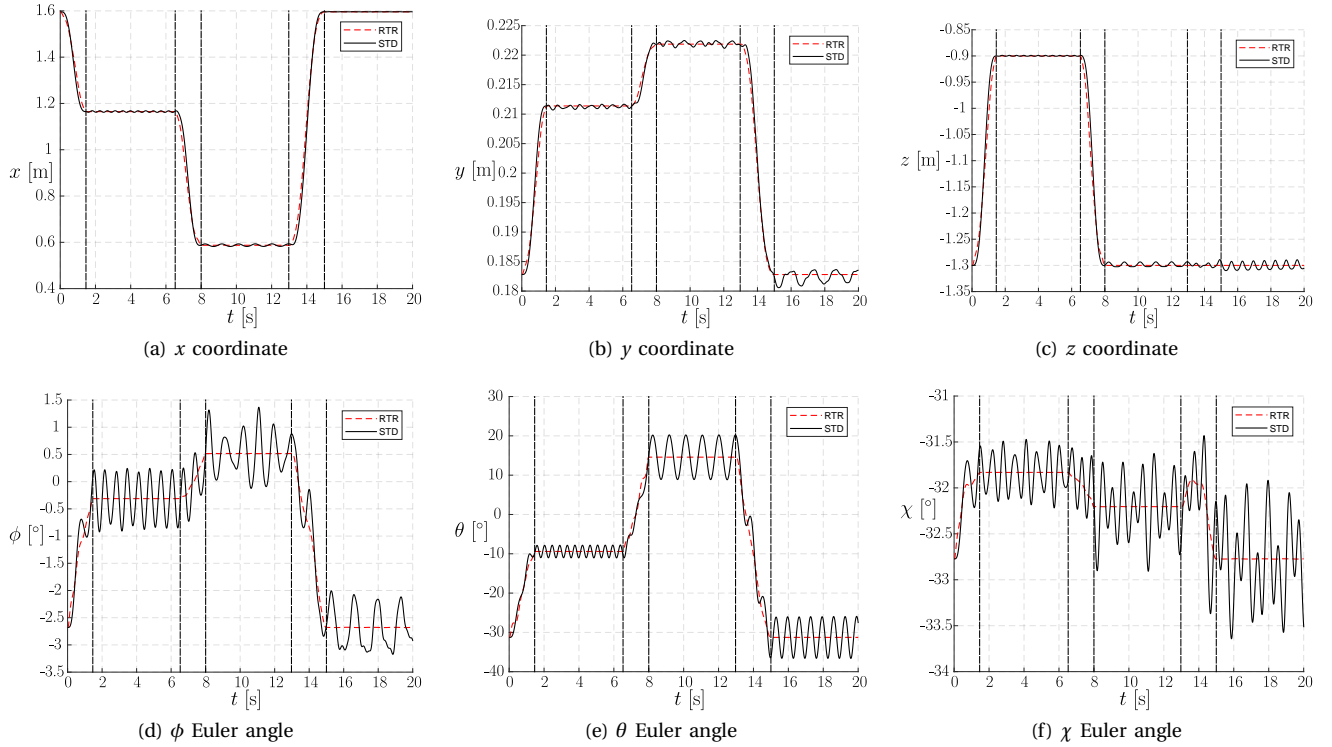 1.6
1.4
1.2
1
0.8
0.6
0.4
x [m]
0 2 4 6 8 10 12 14 16 18 20
t [s]
RTR
STD
(a) x coordinate
0.225
0.22
0.21
0.2
0.19
0.18
y [m]
0 2 4 6 8 10 12 14 16 18 20
t [s]
RTR
STD
(b) y coordinate
-0.85
-0.9
-0.95
-1
-1.05
-1.1
-1.15
-1.2
-1.25
-1.3
-1.35
z [m]
0 2 4 6 8 10 12 14 16 18 20
t [s]
RTR
STD
(c) z coordinate
1.5
1
0.5
0
-0.5
-1
-1.5
-2
-2.5
-3
-3.5
ϕ [°]
0 2 4 6 8 10 12 14 16 18 20
t [s]
RTR
STD
(d) ϕ Euler angle
30
20
10
0
-10
-20
-30
-40
θ [°]
0 2 4 6 8 10 12 14 16 18 20
t [s]
RTR
STD
(e) θ Euler angle
-31
-31.5
-32
-32.5
-33
-33.5
-34
χ [°]
0 2 4 6 8 10 12 14 16 18 20
t [s]
RTR
STD
(f) χ Euler angle